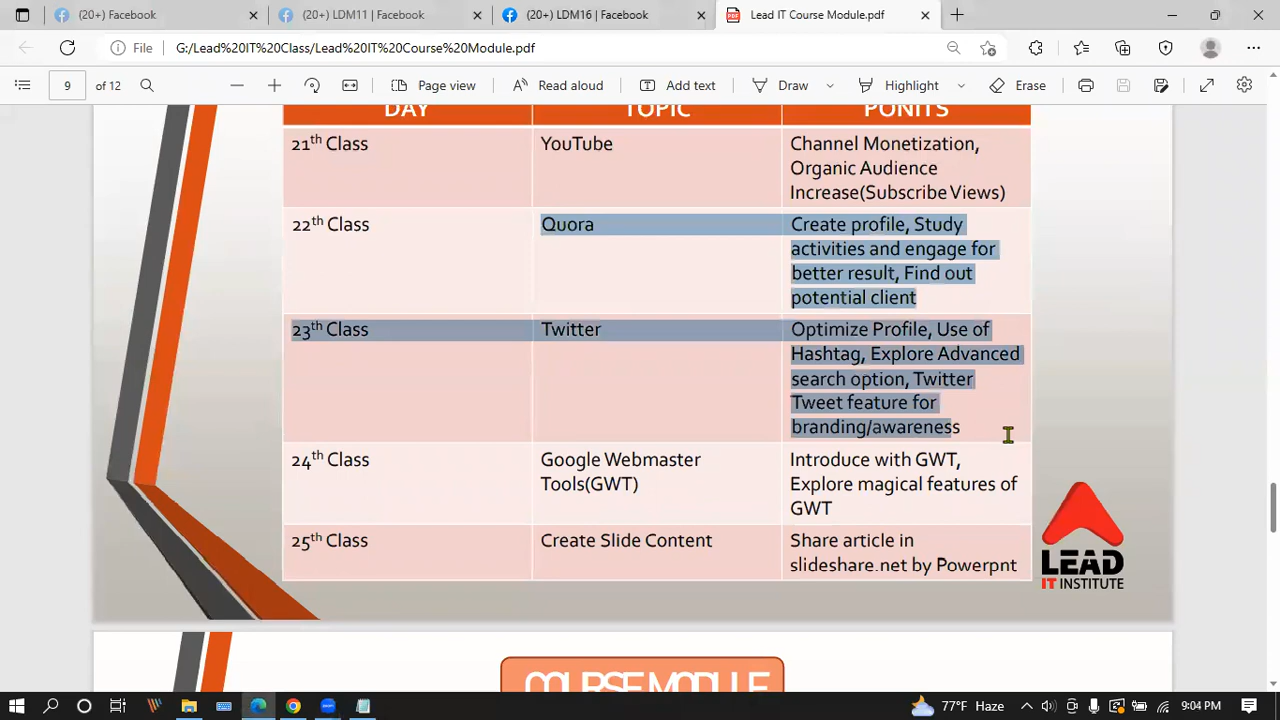 (20+) Facebook
(20+) LDM11 | Facebook
(20+) LDM16 | Facebook
Lead IT Course Module.pdf
File
G:/Lead%20IT%20Class/Lead%20IT%20Course%20Module.pdf
9 of 12
Page view
Read aloud
Add text
Draw
Highlight
Erase
DAY TOPIC PONITS
21th Class YouTube Channel Monetization,
Organic Audience
Increase(Subscribe Views)
22th Class Quora Create profile, Study
activities and engage for
better result, Find out
potential client
23th Class Twitter Optimize Profile, Use of
Hashtag, Explore Advanced
search option, Twitter
Tweet feature for
branding/awareness
24th Class Google Webmaster Introduce with GWT,
Tools(GWT) Explore magical features of
GWT
25th Class Create Slide Content Share article in
slideshare.net by Powerpnt
LEAD
IT INSTITUTE
COURSE MODULE
77°F Haze
9:04 PM